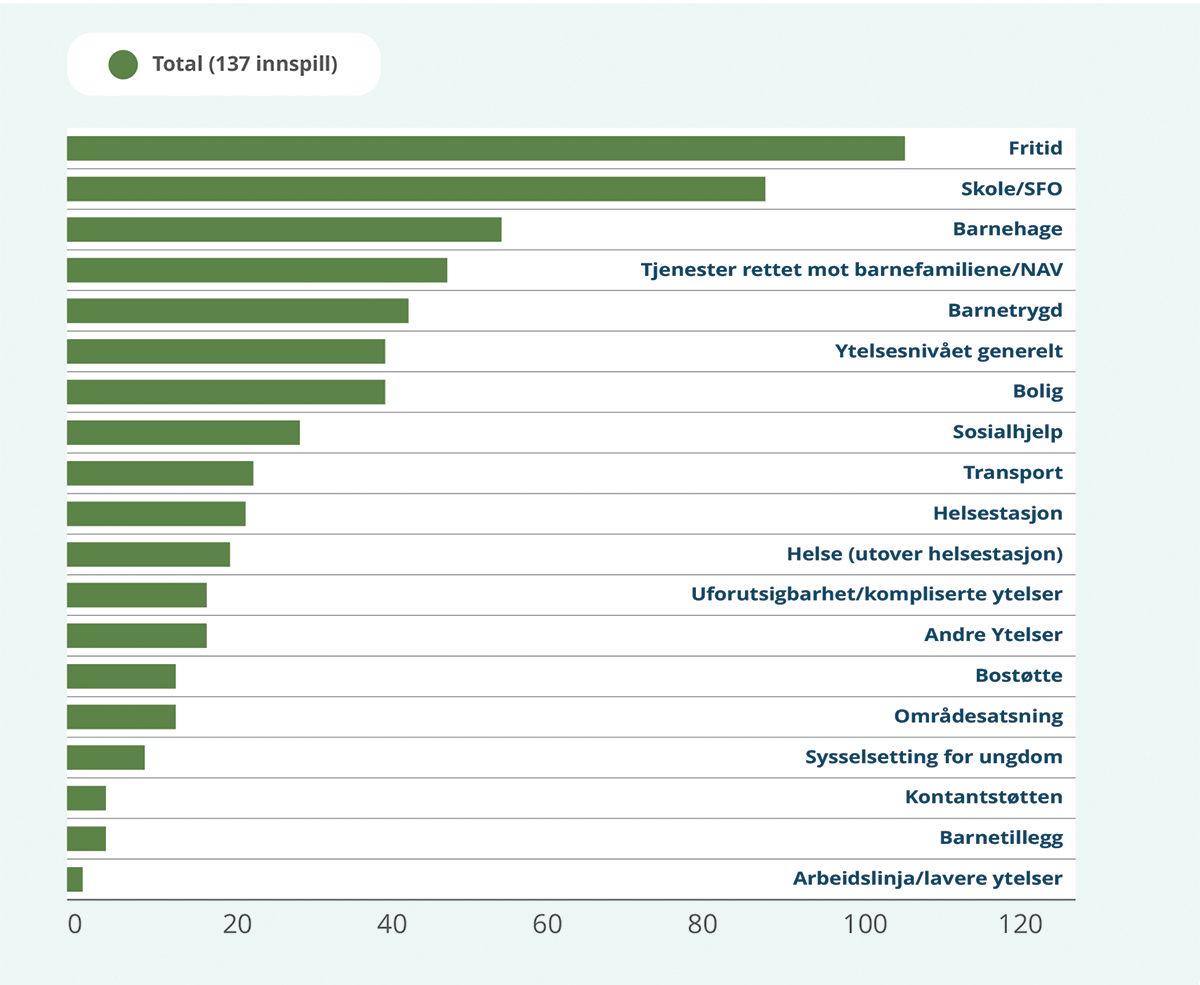 Total (137 innspill)
Fritid
Skole/SFO
Barnehage
Tjenester rettet mot barnefamiliene/NAV
Barnetrygd
Ytelsesnivået generelt
Bolig
Sosialhjelp
Transport
Helsestasjon
Helse (utover helsestasjon)
Uforutsigbarhet/kompliserte ytelser
Andre Ytelser
Bostøtte
Områdesatsning
Sysselsetting for ungdom
Kontantstøtten
Barnetillegg
Arbeidslinja/lavere ytelser
0 20 40 60 80 100 120